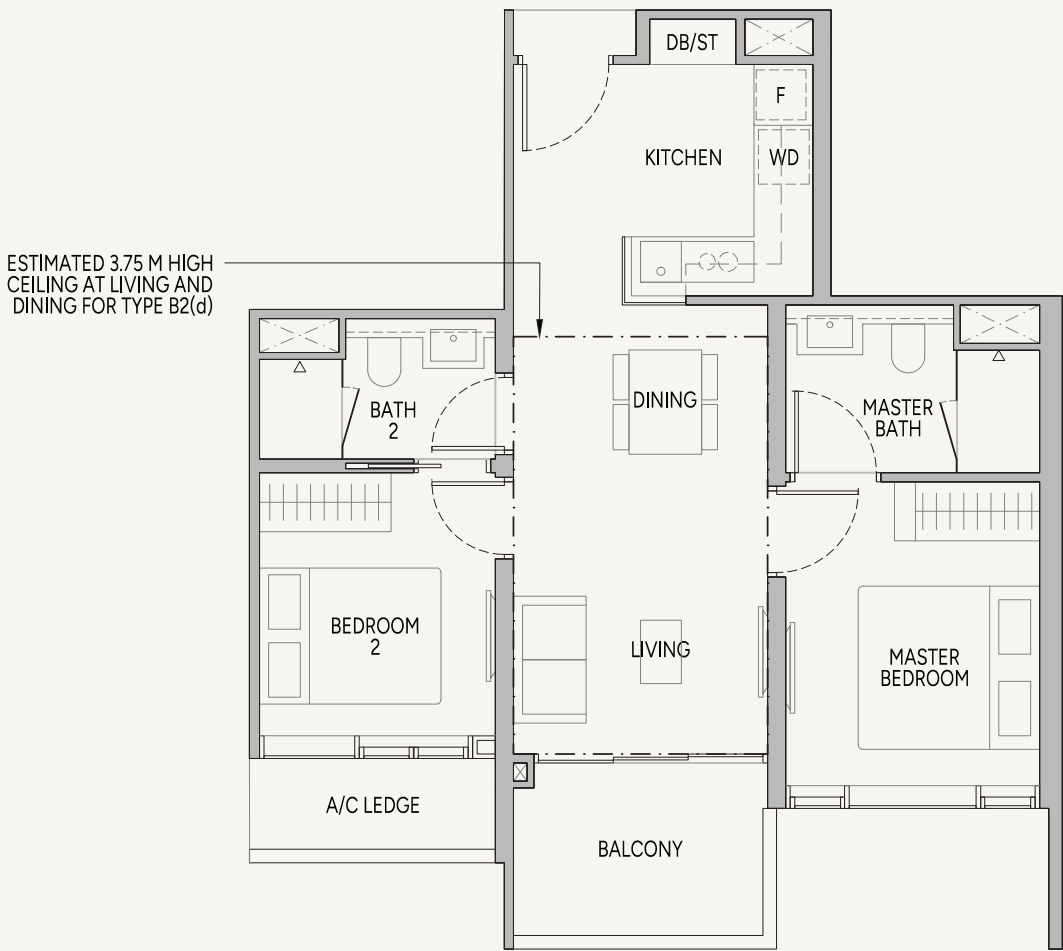 DB/ST
F
KITCHEN
WD
ESTIMATED 3.75 M HIGH
CEILING AT LIVING AND
DINING FOR TYPE B2(d)
DINING
BATH
2
MASTER
BATH
BEDROOM
2
LIVING
MASTER
BEDROOM
A/C LEDGE
BALCONY